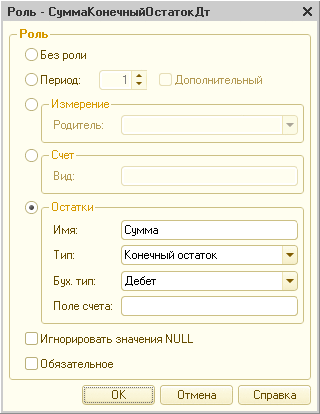 Роль - СуммаКонечныйОстатокДт
Роль
Без роли
Период: 1 Дополнительный
Измерение
Родитель:
Счет
Вид:
Остатки
Имя: Сумма
Тип: Конечный остаток
Бух. тип: Дебет
Поле счета:
Игнорировать значения NULL
Обязательное
ОК Отмена Справка